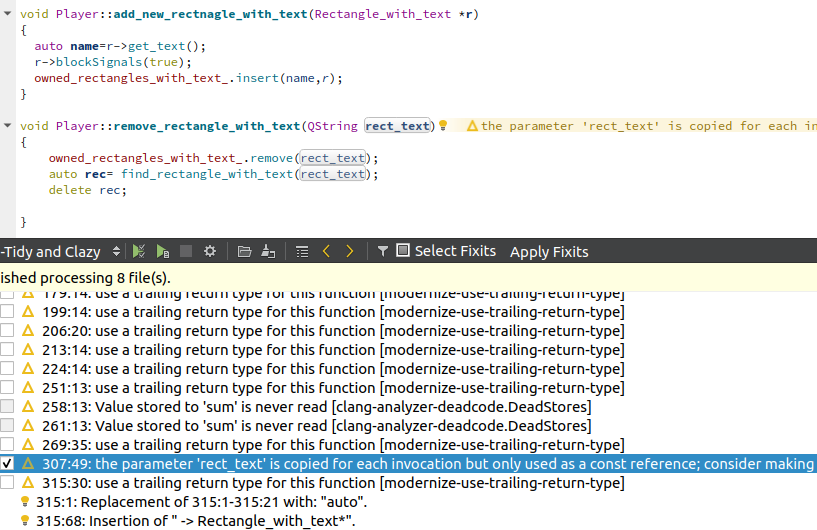 void Player::add_new_rectnagle_with_text(Rectangle_with_text *r)
{
auto name=r->get_text();
r->blockSignals(true);
owned_rectangles_with_text_.insert(name,r);
}
void Player::remove_rectangle_with_text(QString rect_text) the parameter 'rect_text' is copied for each in
{
owned_rectangles_with_text_.remove(rect_text);
auto rec= find_rectangle_with_text(rect_text);
delete rec;
}
-Tidy and Clazy Select Fixits Apply Fixits
ished processing 8 file(s).
179:14: use a trailing return type for this function [modernize-use-trailing-return-type]
199:14: use a trailing return type for this function [modernize-use-trailing-return-type]
206:20: use a trailing return type for this function [modernize-use-trailing-return-type]
213:14: use a trailing return type for this function [modernize-use-trailing-return-type]
224:14: use a trailing return type for this function [modernize-use-trailing-return-type]
251:13: use a trailing return type for this function [modernize-use-trailing-return-type]
258:13: Value stored to 'sum' is never read [clang-analyzer-deadcode.DeadStores]
261:13: Value stored to 'sum' is never read [clang-analyzer-deadcode.DeadStores]
269:35: use a trailing return type for this function [modernize-use-trailing-return-type]
307:49: the parameter 'rect_text' is copied for each invocation but only used as a const reference; consider making
315:30: use a trailing return type for this function [modernize-use-trailing-return-type]
315:1: Replacement of 315:1-315:21 with: "auto".
315:68: Insertion of " -> Rectangle_with_text*".